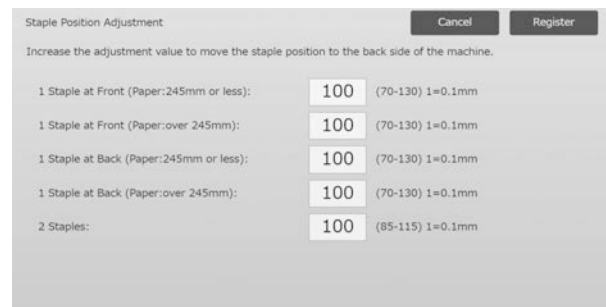 Staple Position Adjustment Cancel Register
Increase the adjustment value to move the staple position to the back side of the machine.
1 Staple at Front (Paper:245mm or less): 100 (70-130) 1=0.1mm
1 Staple at Front (Paper:over 245mm): 100 (70-130) 1=0.1mm
1 Staple at Back (Paper:245mm or less): 100 (70-130) 1=0.1mm
1 Staple at Back (Paper:over 245mm): 100 (70-130) 1=0.1mm
2 Staples: 100 (85-115) 1=0.1mm